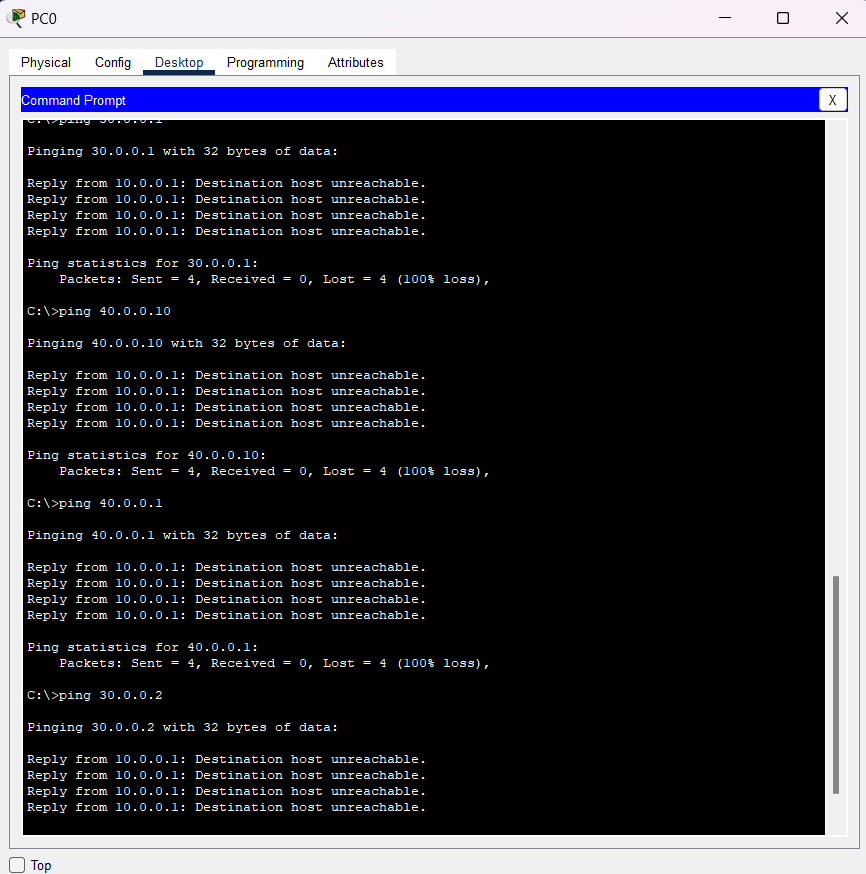 PC0
Physical Config Desktop Programming Attributes
Command Prompt X
C:\>ping 30.0.0.1
Pinging 30.0.0.1 with 32 bytes of data:
Reply from 10.0.0.1: Destination host unreachable.
Reply from 10.0.0.1: Destination host unreachable.
Reply from 10.0.0.1: Destination host unreachable.
Reply from 10.0.0.1: Destination host unreachable.
Ping statistics for 30.0.0.1:
Packets: Sent = 4, Received = 0, Lost = 4 (100% loss),
C:\>ping 40.0.0.10
Pinging 40.0.0.10 with 32 bytes of data:
Reply from 10.0.0.1: Destination host unreachable.
Reply from 10.0.0.1: Destination host unreachable.
Reply from 10.0.0.1: Destination host unreachable.
Reply from 10.0.0.1: Destination host unreachable.
Ping statistics for 40.0.0.10:
Packets: Sent = 4, Received = 0, Lost = 4 (100% loss),
C:\>ping 40.0.0.1
Pinging 40.0.0.1 with 32 bytes of data:
Reply from 10.0.0.1: Destination host unreachable.
Reply from 10.0.0.1: Destination host unreachable.
Reply from 10.0.0.1: Destination host unreachable.
Reply from 10.0.0.1: Destination host unreachable.
Ping statistics for 40.0.0.1:
Packets: Sent = 4, Received = 0, Lost = 4 (100% loss),
C:\>ping 30.0.0.2
Pinging 30.0.0.2 with 32 bytes of data:
Reply from 10.0.0.1: Destination host unreachable.
Reply from 10.0.0.1: Destination host unreachable.
Reply from 10.0.0.1: Destination host unreachable.
Reply from 10.0.0.1: Destination host unreachable.
Top